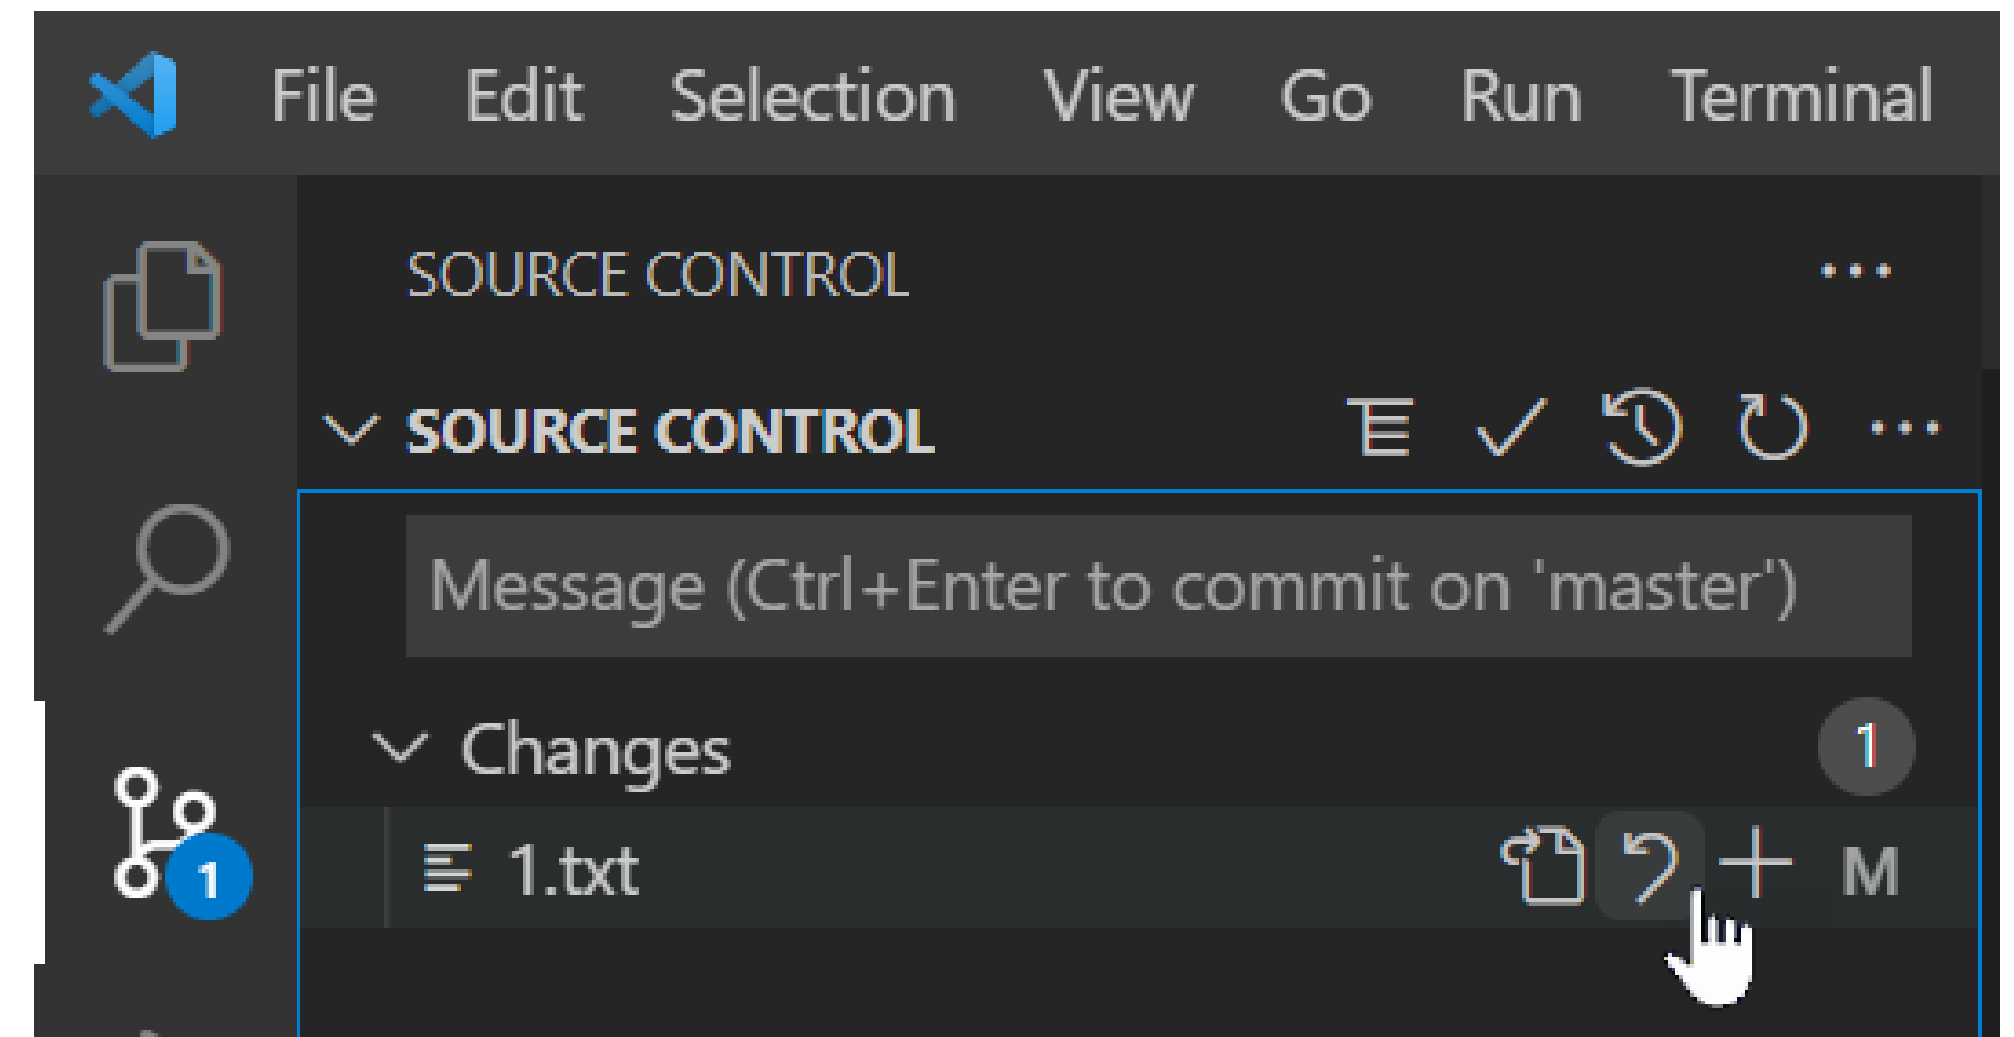 File Edit Selection View Go Run Terminal
SOURCE CONTROL
SOURCE CONTROL
Message (Ctrl+Enter to commit on 'master')
Changes 1
1.txt M
1